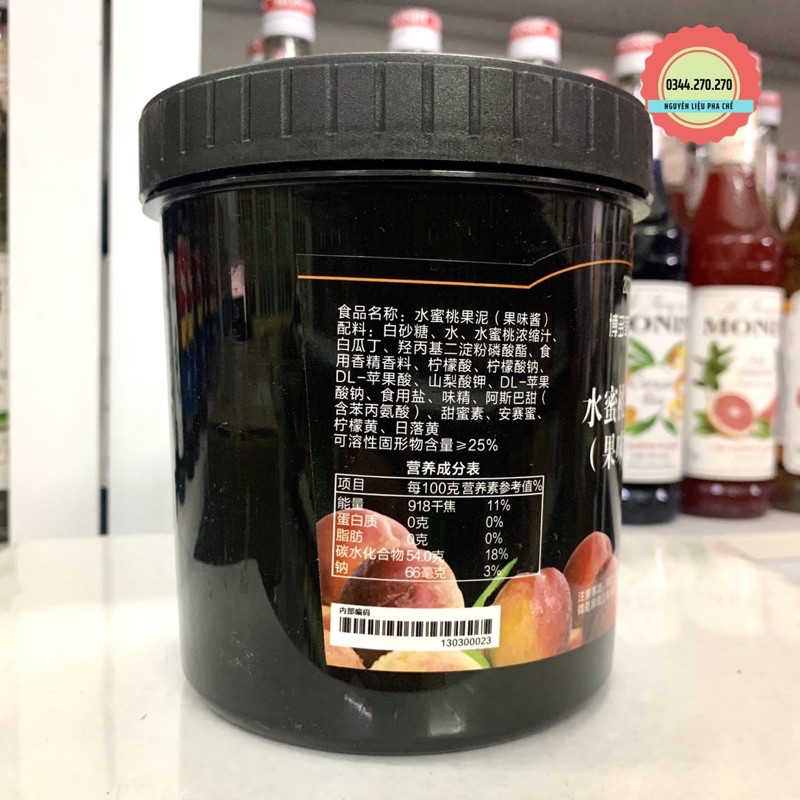 0344.270.270
NGUYÊN LIỆU PHA CHẾ
食品名称：水蜜桃果泥（果味酱）
配料：白砂糖、水、水蜜桃浓缩汁、
白瓜丁、羟丙基二淀粉磷酸酯、食
用香精香料、柠檬酸、柠檬酸钠、
DL-苹果酸、山梨酸钾、DL-苹果
酸钠、食用盐、味精、阿斯巴甜（
含苯丙氨酸）、甜蜜素、安赛蜜、
柠檬黄、日落黄
可溶性固形物含量≥25%
营养成分表
项目 每100克 营养素参考值%
能量 918千焦 11%
蛋白质 0克 0%
脂肪 0克 0%
碳水化合物 54.0克 18%
钠 66毫克 3%
内部编码
130300023
水蜜桃
（果味
MONIN
MONIN